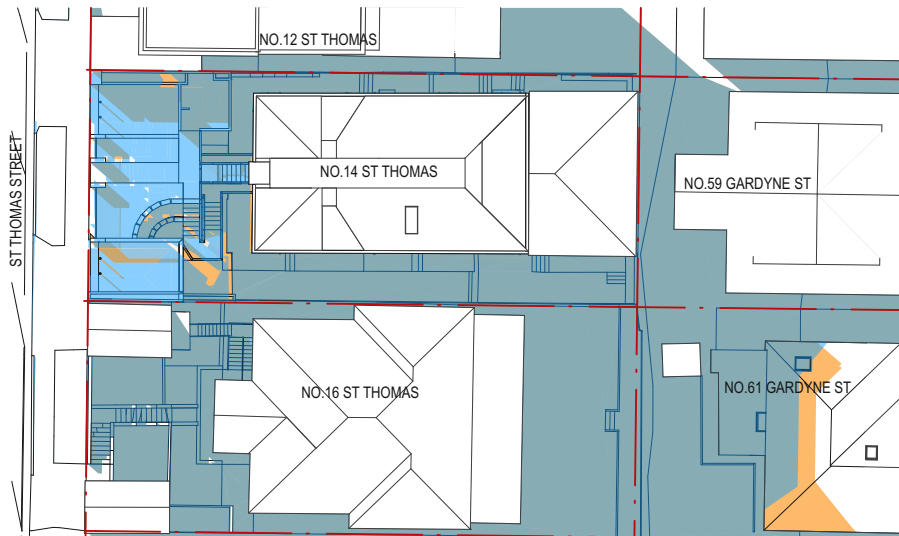 NO.12 ST THOMAS
ST THOMAS STREET
NO.14 ST THOMAS
NO.59 GARDYNE ST
NO.16 ST THOMAS
NO.61 GARDYNE ST